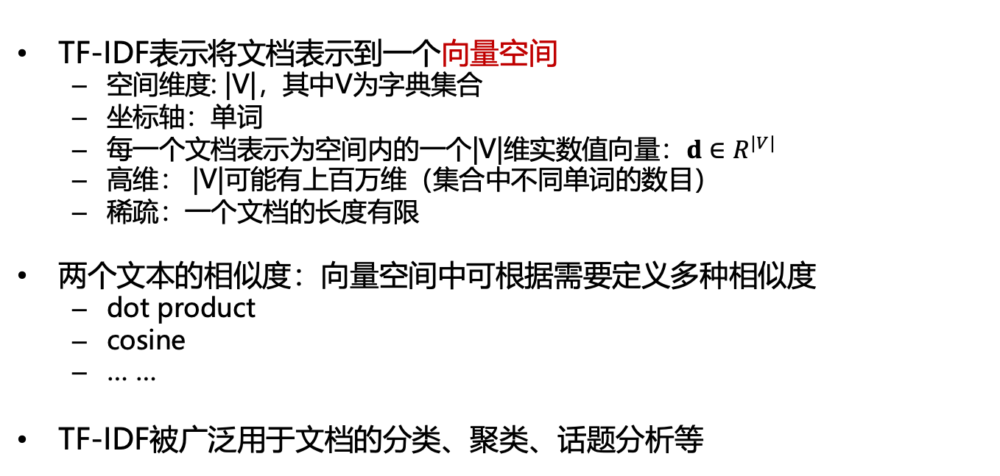 • TF-IDF表示将文档表示到一个向量空间
– 空间维度: |V|，其中V为字典集合
– 坐标轴：单词
– 每一个文档表示为空间内的一个|V|维实数值向量：𝐝 ∈ 𝑅^|𝑉|
– 高维： |V|可能有上百万维（集合中不同单词的数目）
– 稀疏：一个文档的长度有限
• 两个文本的相似度：向量空间中可根据需要定义多种相似度
– dot product
– cosine
– ... ...
• TF-IDF被广泛用于文档的分类、聚类、话题分析等